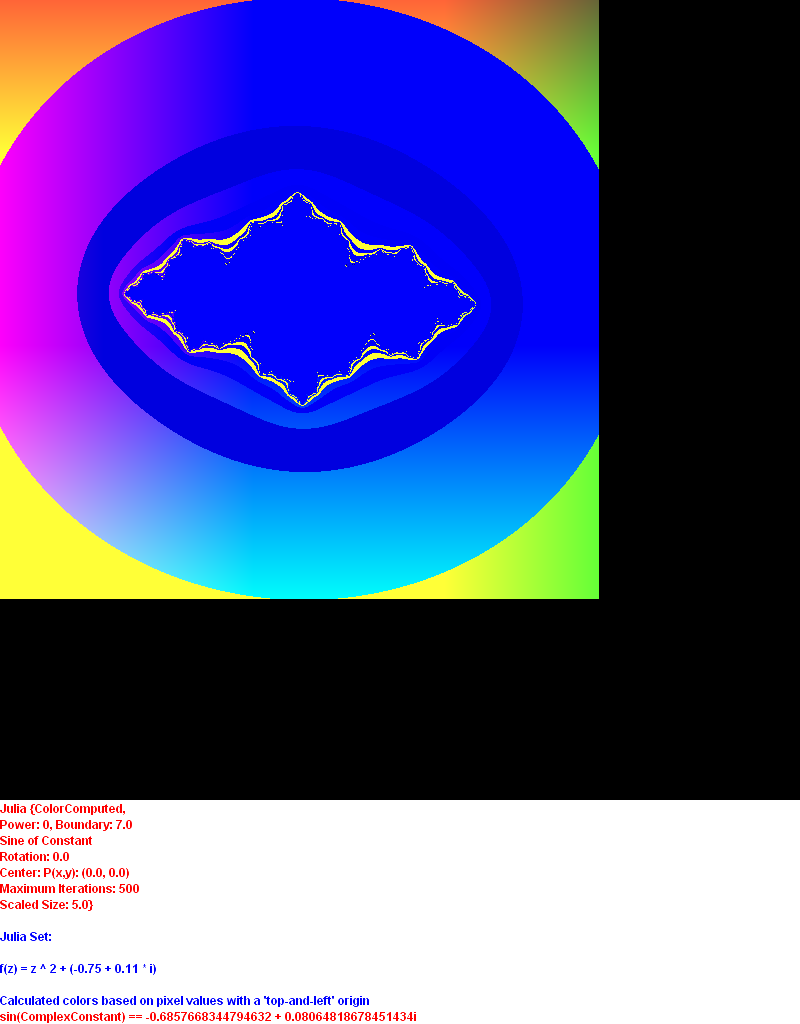 Julia {ColorComputed,
Power: 0, Boundary: 7.0
Sine of Constant
Rotation: 0.0
Center: P(x,y): (0.0, 0.0)
Maximum Iterations: 500
Scaled Size: 5.0}
Julia Set:
f(z) = z ^ 2 + (-0.75 + 0.11 * i)
Calculated colors based on pixel values with a 'top-and-left' origin
sin(ComplexConstant) == -0.6857668344794632 + 0.08064818678451434i